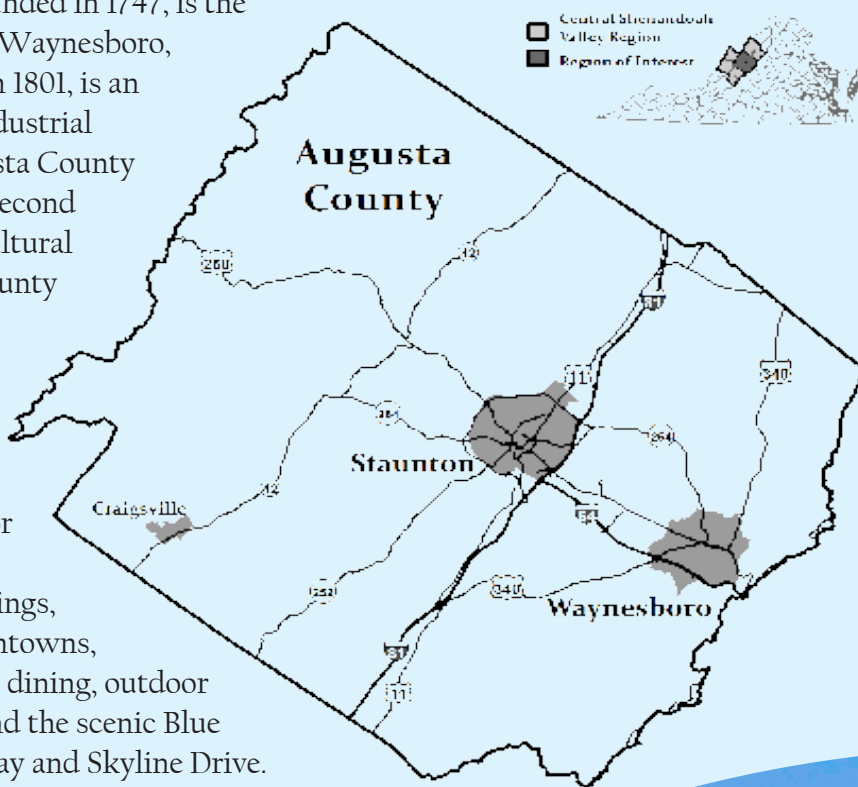 nded in 1747, is the
Waynesboro,
n 1801, is an
dustrial
sta County
econd
ltural
unty
or
ings,
ntowns,
dining, outdoor
nd the scenic Blue
ay and Skyline Drive.
Central Shenandoah
Valley Region
Region of Interest
Augusta
County
250
42
81
11
340
254
254
Staunton
42
Craigsville
64
252
340
Waynesboro
81
11